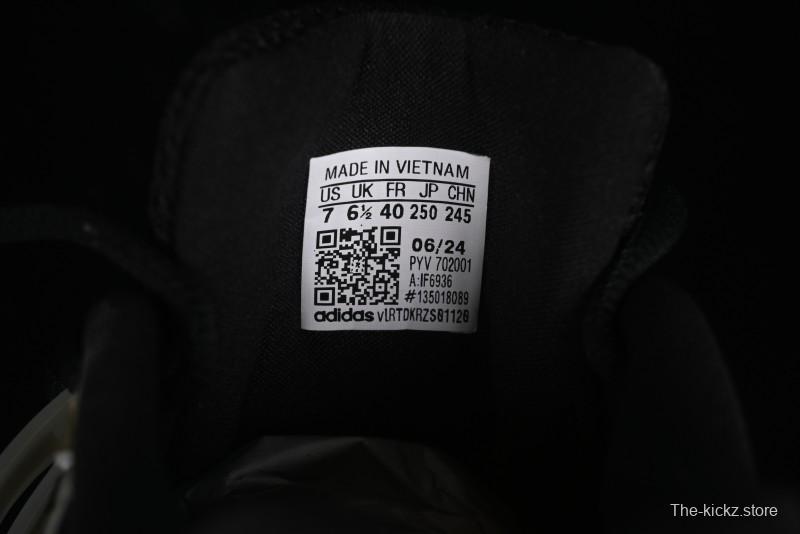 MADE IN VIETNAM
US UK FR JP CHN
7 6½ 40 250 245
06/24
PYV 702001
A:IF6936
#135018089
adidas vLRTDKRZS01120
The-kickz.store